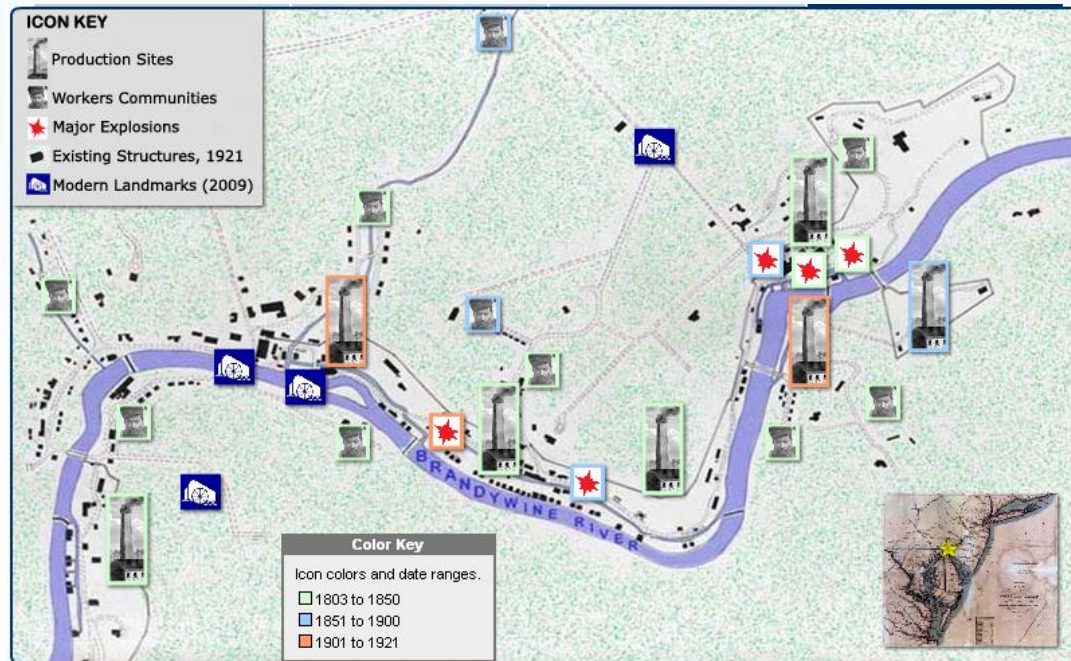 ICON KEY
Production Sites
Workers Communities
Major Explosions
Existing Structures, 1921
Modern Landmarks (2009)
BRANDYWINE RIVER
Color Key
Icon colors and date ranges.
1803 to 1850
1851 to 1900
1901 to 1921